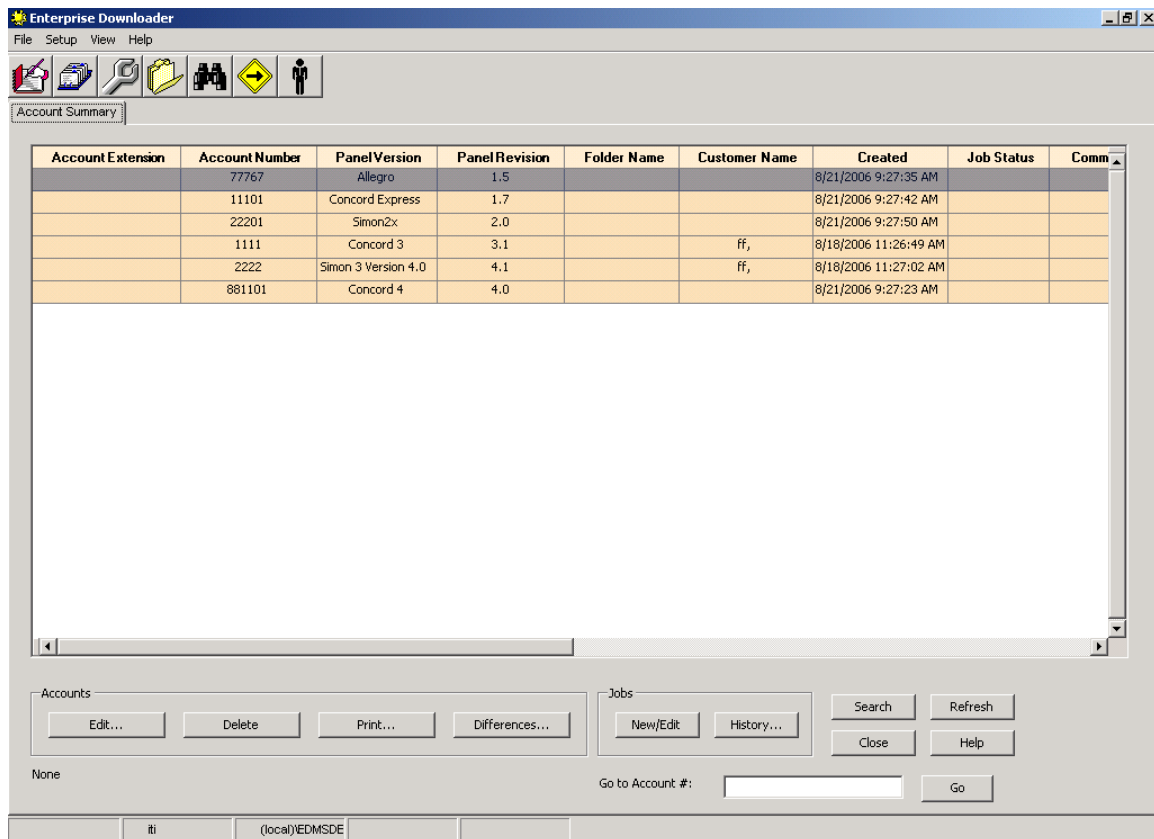 Enterprise Downloader
File Setup View Help
Account Summary
Account Extension Account Number Panel Version Panel Revision Folder Name Customer Name Created Job Status Comm
77767 Allegro 1.5 8/21/2006 9:27:35 AM
11101 Concord Express 1.7 8/21/2006 9:27:42 AM
22201 Simon2x 2.0 8/21/2006 9:27:50 AM
1111 Concord 3 3.1 ff, 8/18/2006 11:26:49 AM
2222 Simon 3 Version 4.0 4.1 ff, 8/18/2006 11:27:02 AM
881101 Concord 4 4.0 8/21/2006 9:27:23 AM
Accounts Jobs
Edit... Delete Print... Differences... New/Edit History... Search Refresh
Close Help
None
Go to Account #: Go
iti (local)\EDMSDE